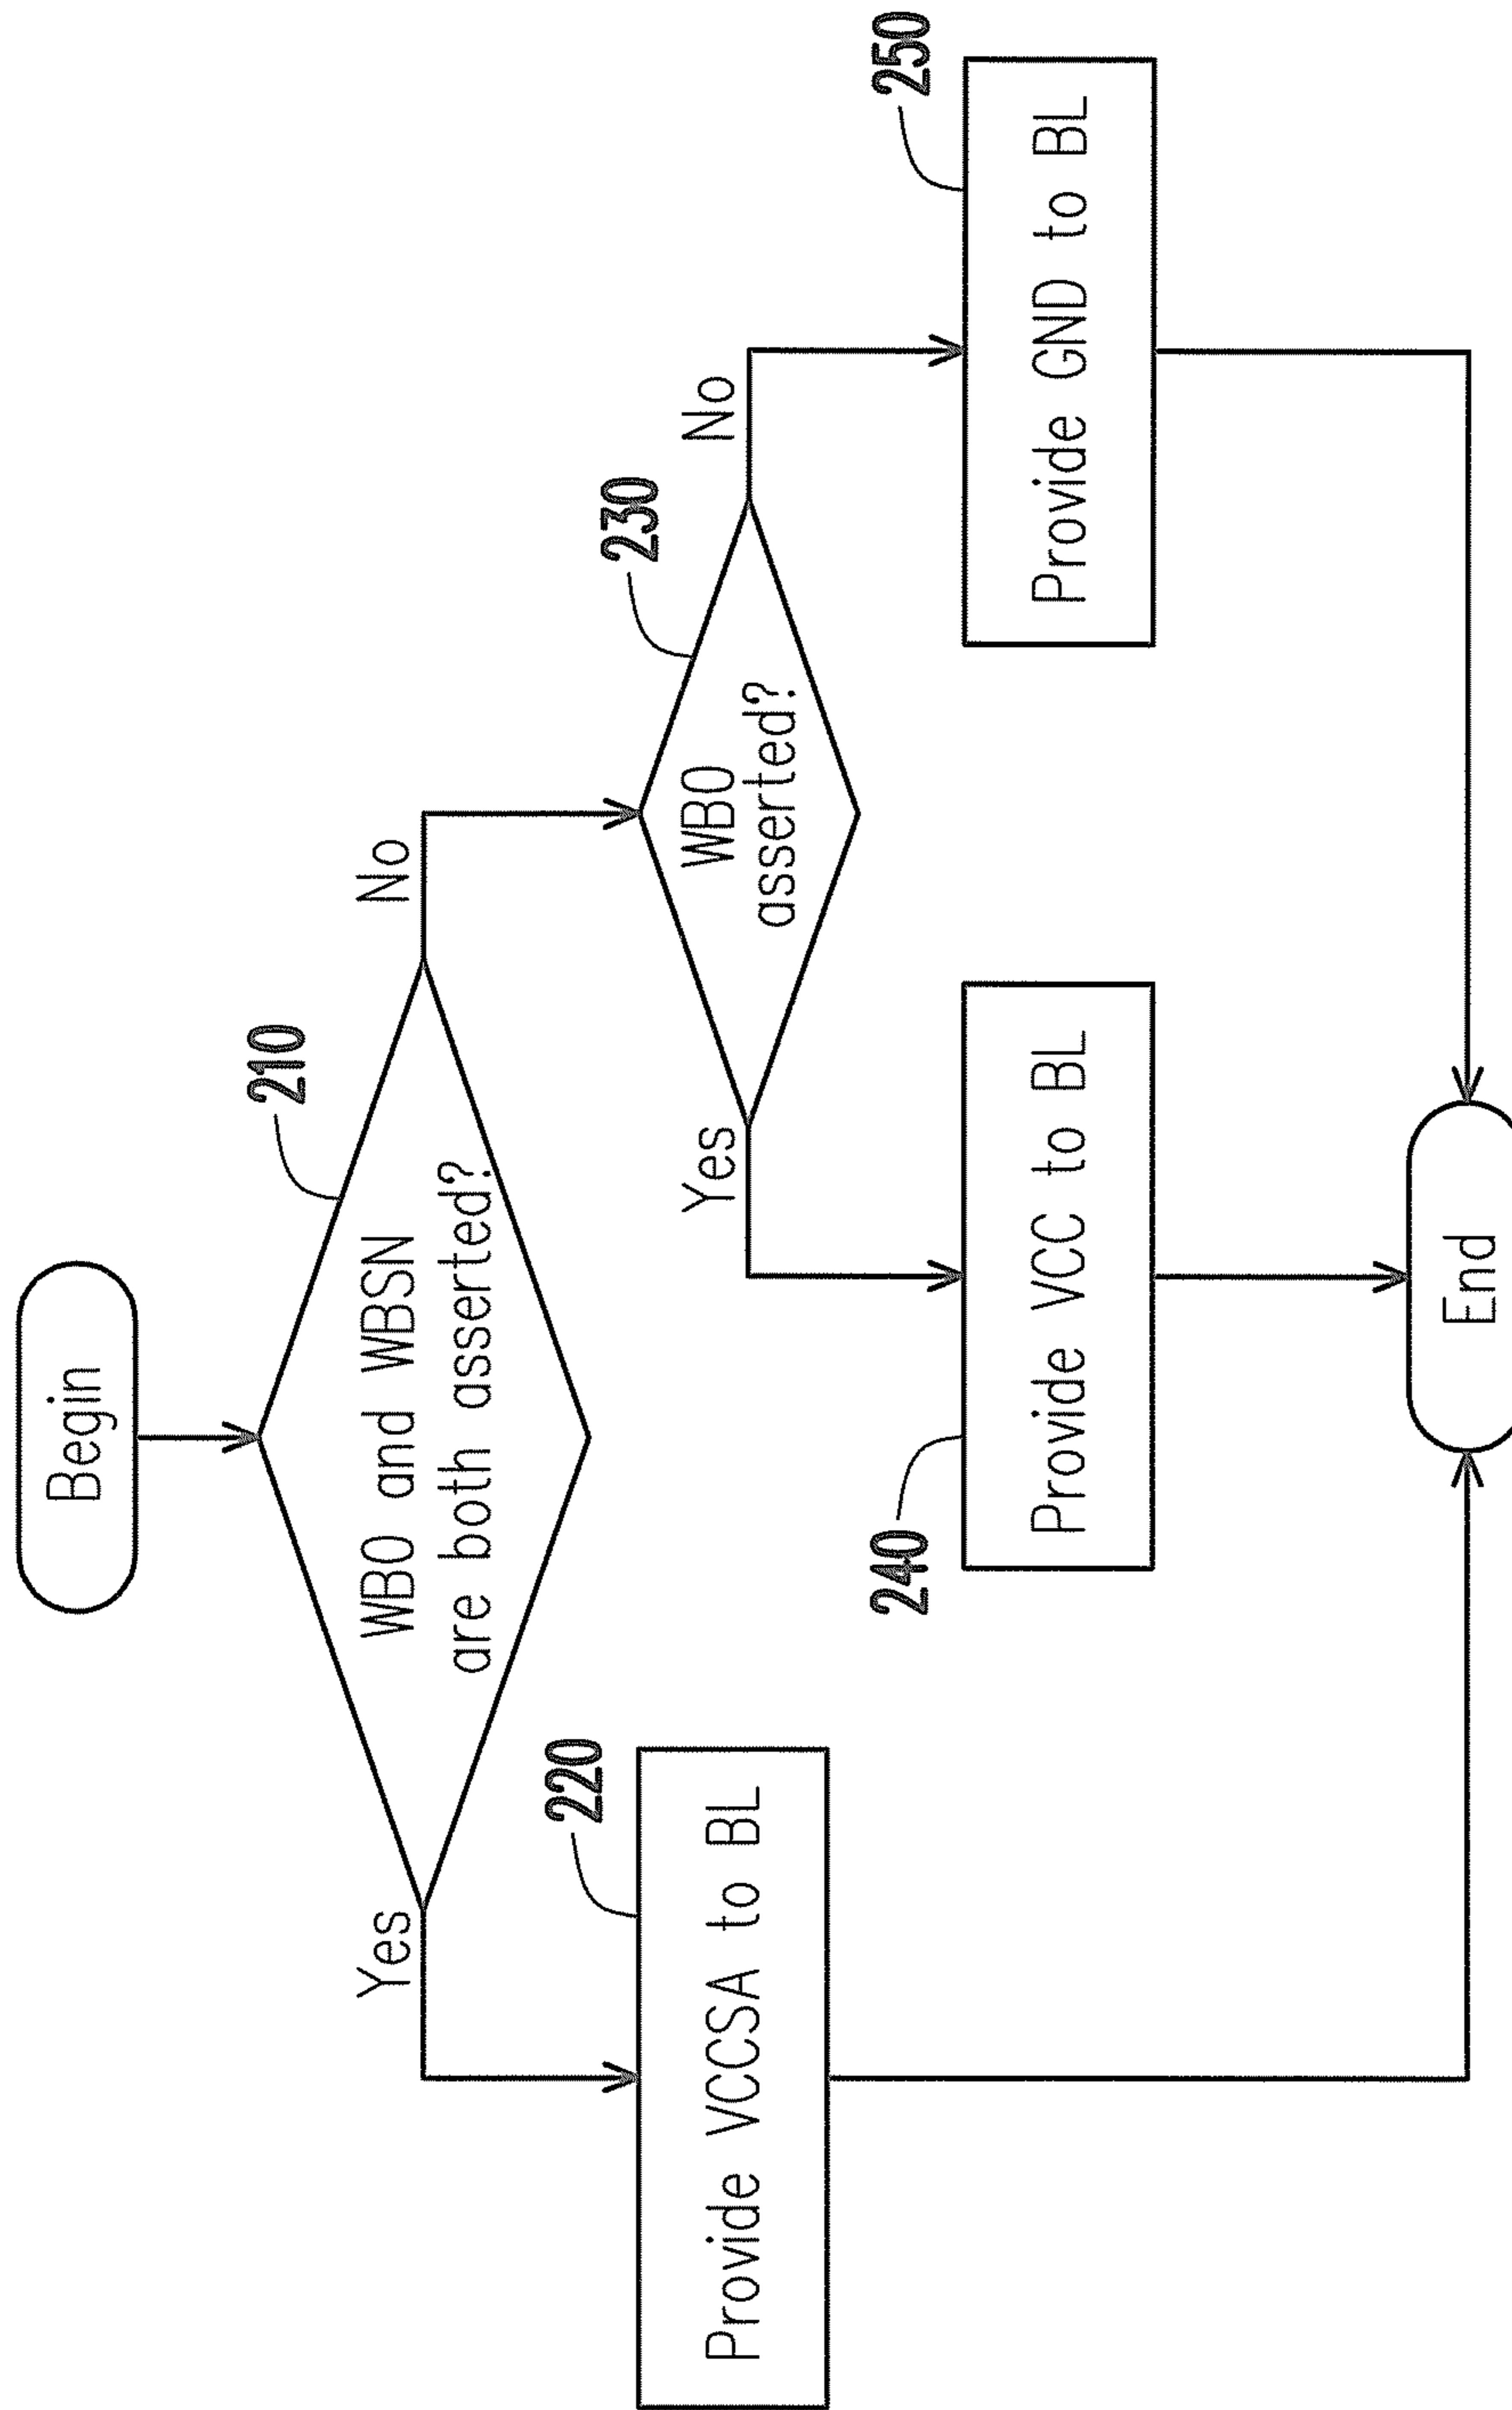 Begin
210
WBO and WBSN
are both asserted?
Yes
No
220
Provide VCCSA to BL
230
WBO
asserted?
Yes
No
240
Provide VCC to BL
250
Provide GND to BL
End